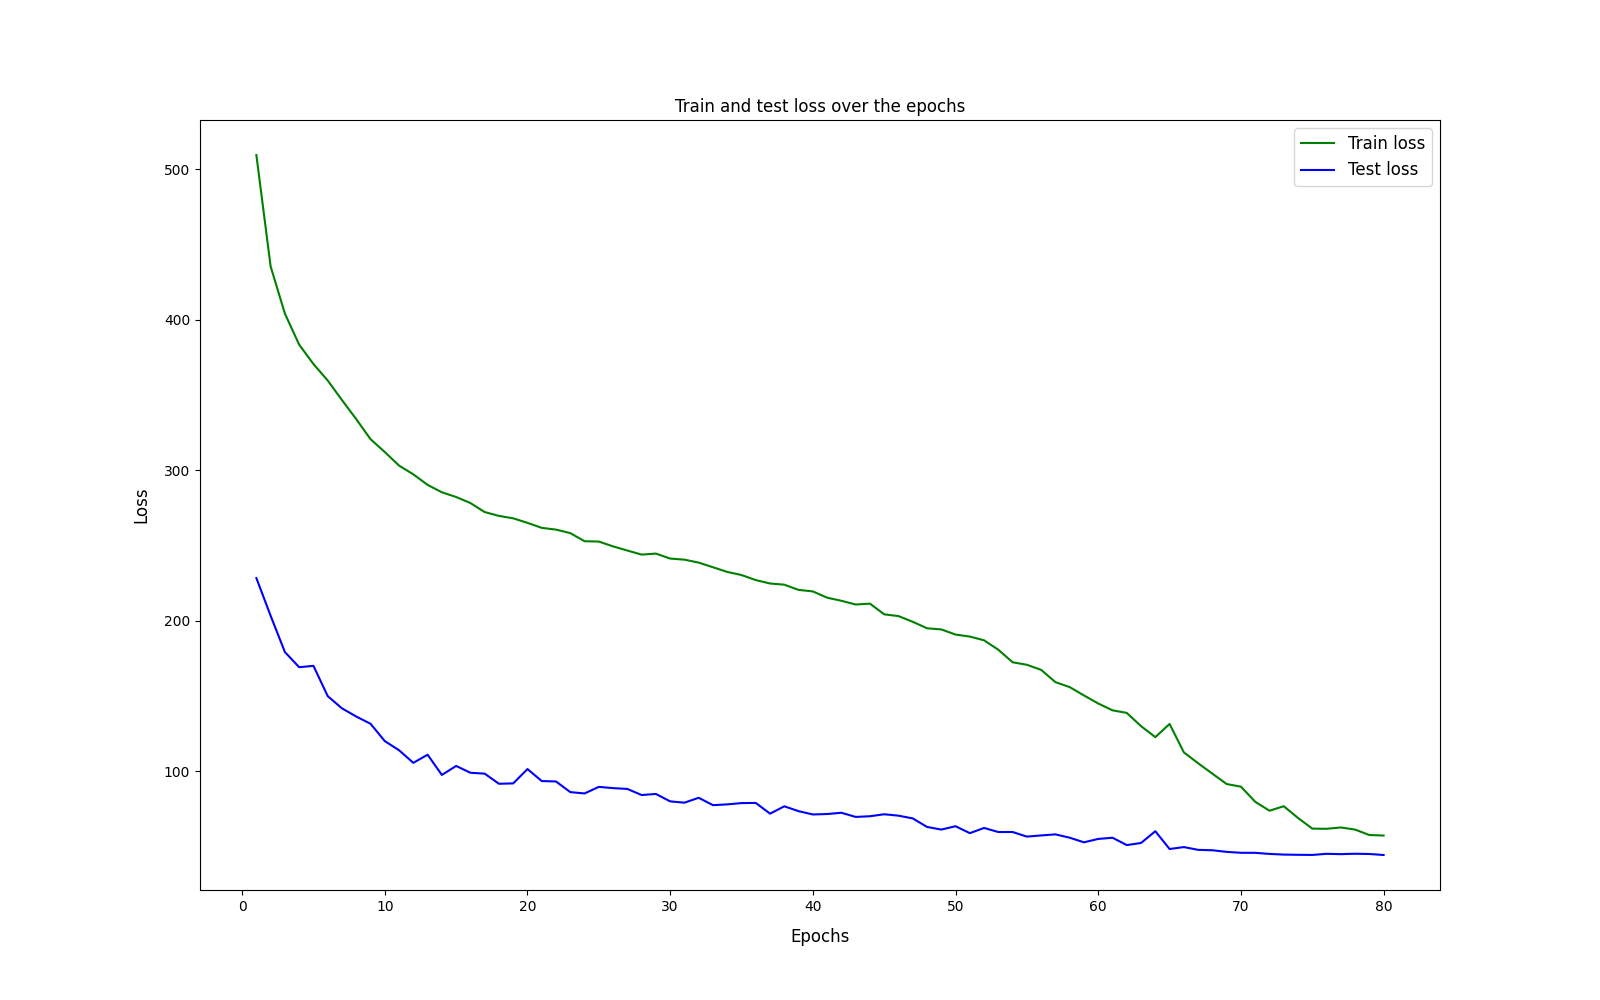 Train and test loss over the epochs
Train loss
Test loss
500
400
300
200
100
Loss
0 10 20 30 40 50 60 70 80
Epochs